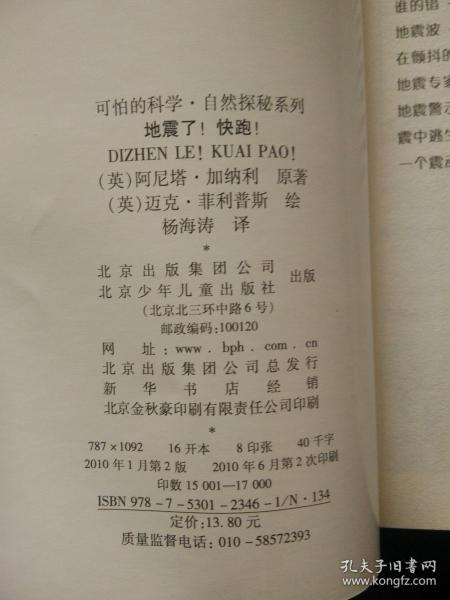 可怕的科学·自然探秘系列
地震了！快跑！
DIZHEN LE! KUAI PAO!
（英）阿尼塔·加纳利 原著
（英）迈克·菲利普斯 绘
杨海涛 译
*
北京出版集团公司
北京少年儿童出版社
出版
（北京北三环中路6号）
邮政编码：100120
网 址：www.bph.com.cn
北京出版集团公司总发行
新华书店经销
北京金秋豪印刷有限责任公司印刷
*
787×1092 16开本 8印张 40千字
2010年1月第2版 2010年6月第2次印刷
印数 15 001—17 000
ISBN 978-7-5301-2346-1/N·134
定价：13.80元
质量监督电话：010-58572393
谁的错
地震波
在颤抖的
地震专家
地震警示
震中逃生
一个震
孔夫子旧书网
www.kongfz.com